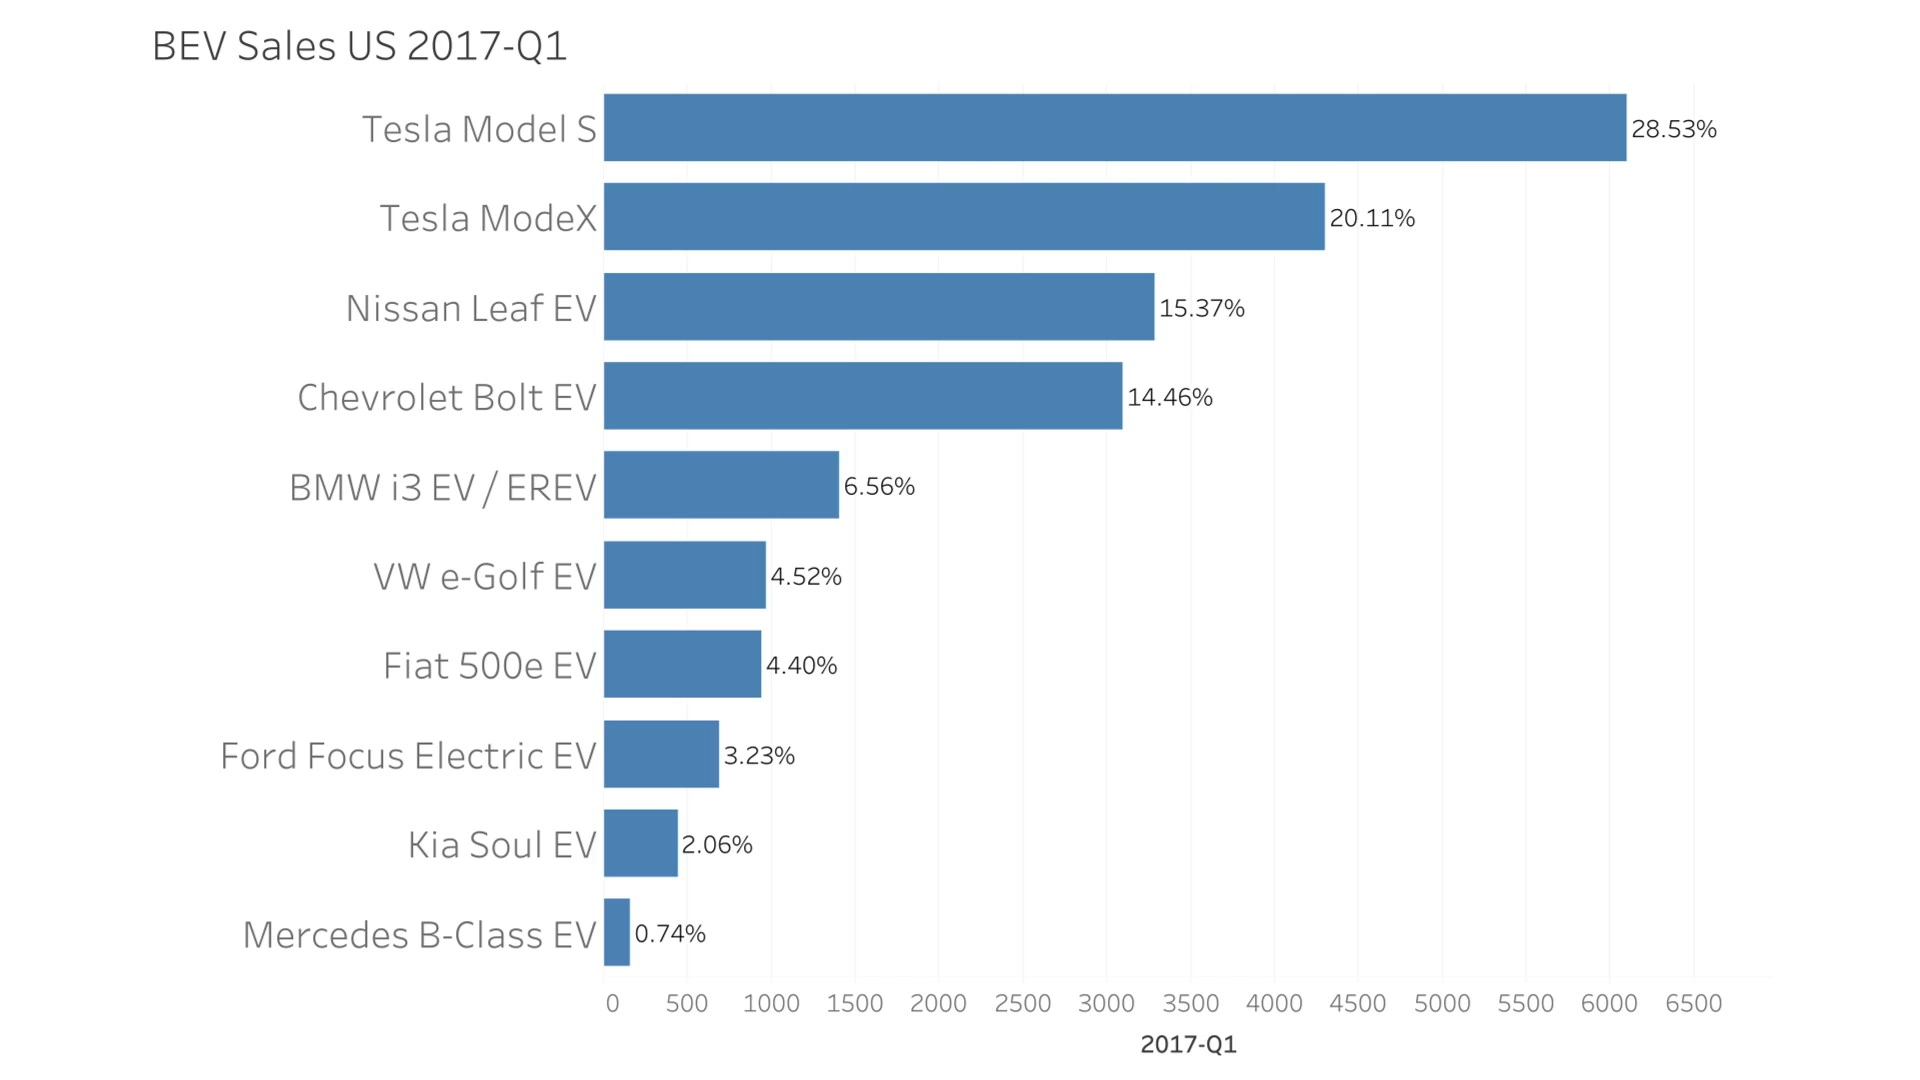 BEV Sales US 2017-Q1
Tesla Model S 28.53%
Tesla ModeX 20.11%
Nissan Leaf EV 15.37%
Chevrolet Bolt EV 14.46%
BMW i3 EV / EREV 6.56%
VW e-Golf EV 4.52%
Fiat 500e EV 4.40%
Ford Focus Electric EV 3.23%
Kia Soul EV 2.06%
Mercedes B-Class EV 0.74%
0 500 1000 1500 2000 2500 3000 3500 4000 4500 5000 5500 6000 6500
2017-Q1